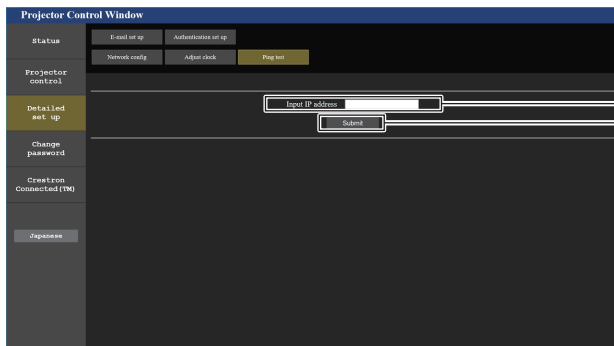 Projector Control Window
Status
E-mail set up
Authentication set up
Network config
Adjust clock
Ping test
Projector
control
Detailed
set up
Input IP address
Submit
Change
password
Crestron
Connected(TM)
Japanese